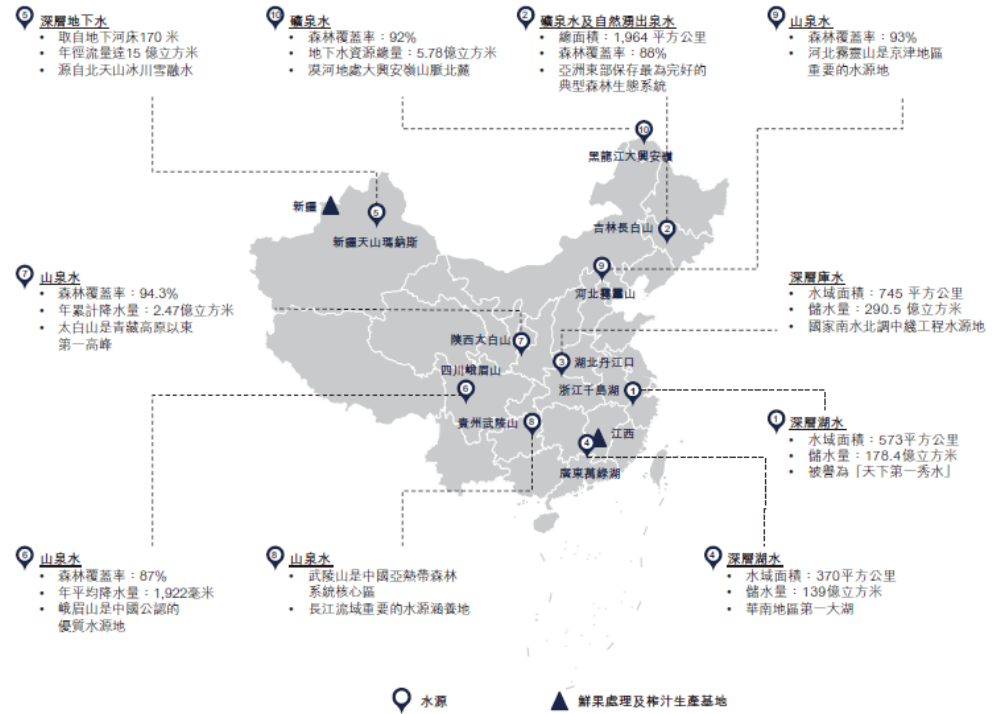 5 深層地下水
• 取自地下河床170 米
• 年徑流量達15 億立方米
• 源自北天山冰川雪融水
10 礦泉水
• 森林覆蓋率：92%
• 地下水資源總量：5.78億立方米
• 漠河地處大興安嶺山脈北麓
2 礦泉水及自然湧出泉水
• 總面積：1,964 平方公里
• 森林覆蓋率：88%
• 亞洲東部保存最為完好的
典型森林生態系統
9 山泉水
• 森林覆蓋率：93%
• 河北霧靈山是京津地區
重要的水源地
10
黑龍江大興安嶺
新疆
5
新疆天山瑪納斯
吉林長白山 2
9
河北霧靈山
7 山泉水
• 森林覆蓋率：94.3%
• 年累計降水量：2.47億立方米
• 太白山是青藏高原以東
第一高峰
深層庫水
• 水域面積：745 平方公里
• 儲水量：290.5 億立方米
• 國家南水北調中綫工程水源地
陝西太白山 7
3 湖北丹江口
四川峨眉山
6
浙江千島湖 1
貴州武陵山 8
4 江西
廣東萬綠湖
1 深層湖水
• 水域面積：573平方公里
• 儲水量：178.4億立方米
• 被譽為「天下第一秀水」
6 山泉水
• 森林覆蓋率：87%
• 年平均降水量：1,922毫米
• 峨眉山是中國公認的
優質水源地
8 山泉水
• 武陵山是中國亞熱帶森林
系統核心區
• 長江流域重要的水源涵養地
4 深層湖水
• 水域面積：370平方公里
• 儲水量：139億立方米
• 華南地區第一大湖
水源
鮮果處理及榨汁生產基地